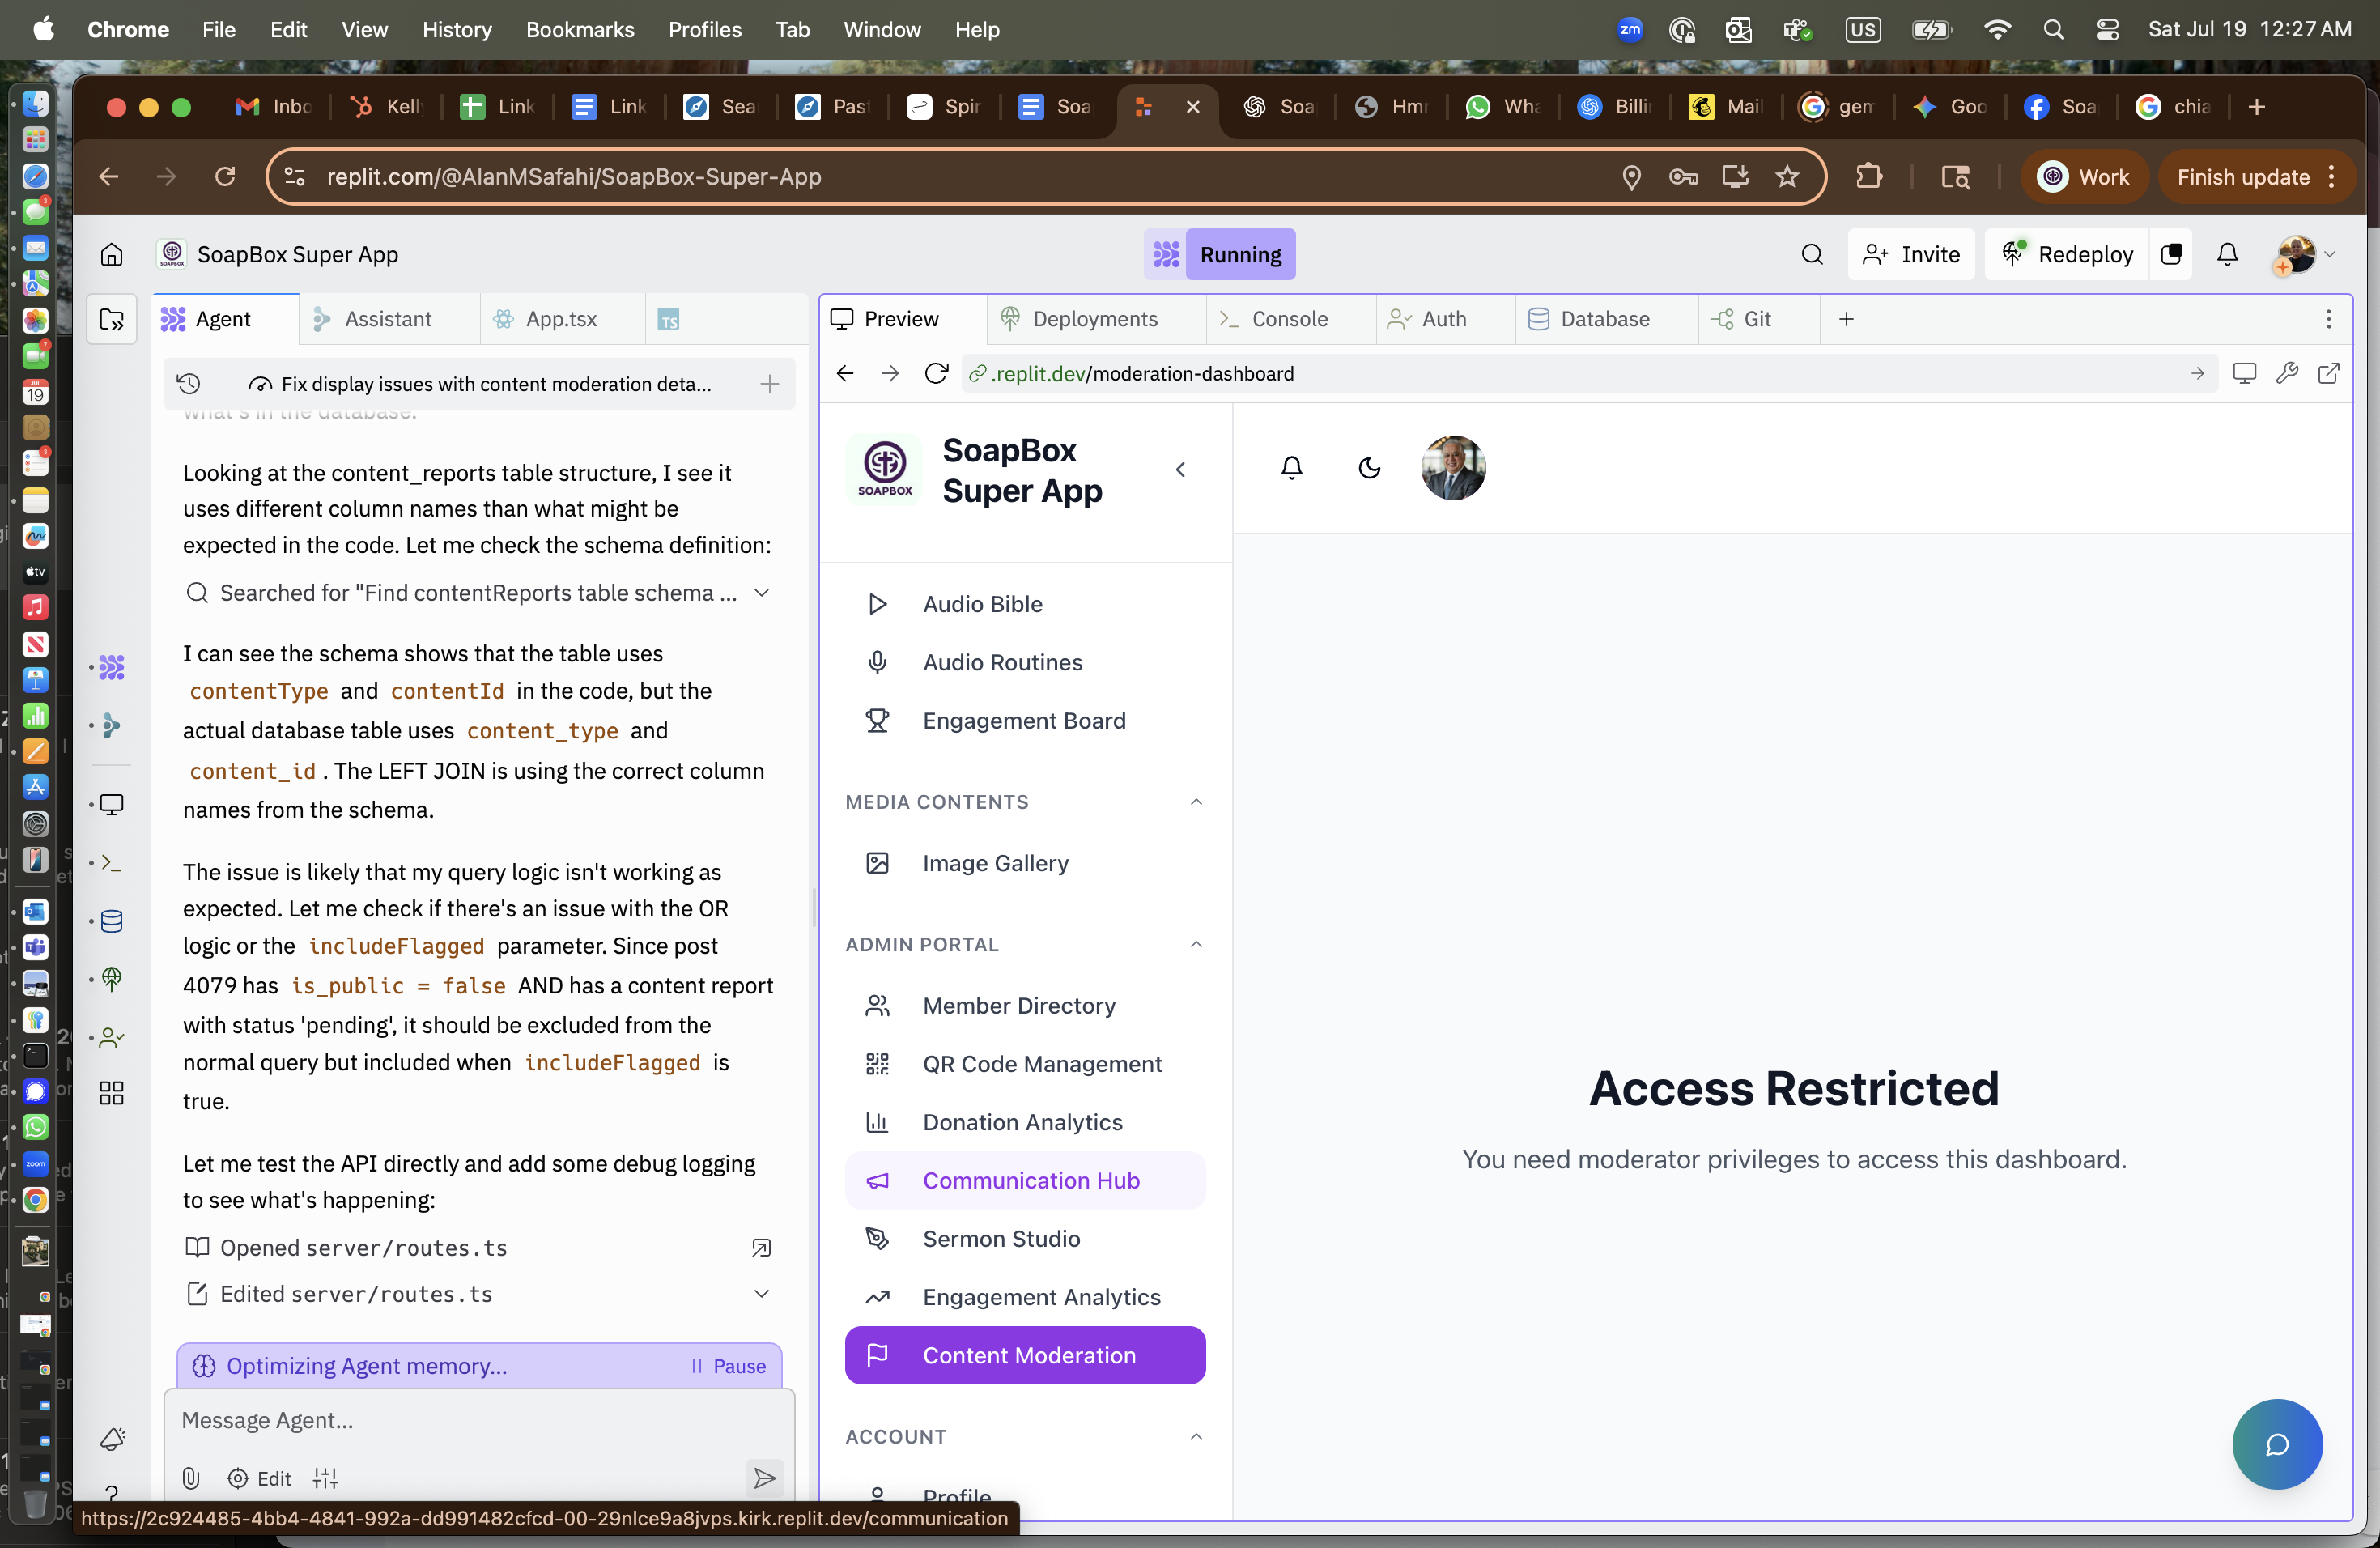 Chrome File Edit View History Bookmarks Profiles Tab Window Help
zm US Sat Jul 19 12:27 AM
Inbo Kelly Link Link Sea Past Spir Soa Soa Hmr Wha Billin Mail gem Goo Soa chia
replit.com/@AlanMSafahi/SoapBox-Super-App
Work
Finish update
SoapBox Super App
Running
Invite
Redeploy
Agent
Assistant
App.tsx
TS
Fix display issues with content moderation deta...
what's in the database.
Looking at the content_reports table structure, I see it
uses different column names than what might be
expected in the code. Let me check the schema definition:
Searched for "Find contentReports table schema ...
I can see the schema shows that the table uses
contentType and contentId in the code, but the
actual database table uses content_type and
content_id . The LEFT JOIN is using the correct column
names from the schema.
The issue is likely that my query logic isn't working as
expected. Let me check if there's an issue with the OR
logic or the includeFlagged parameter. Since post
4079 has is_public = false AND has a content report
with status 'pending', it should be excluded from the
normal query but included when includeFlagged is
true.
Let me test the API directly and add some debug logging
to see what's happening:
Opened server/routes.ts
Edited server/routes.ts
Optimizing Agent memory...
Pause
Message Agent...
Edit
https://2c924485-4bb4-4841-992a-dd991482cfcd-00-29nlce9a8jvps.kirk.replit.dev/communication
Preview
Deployments
Console
Auth
Database
Git
.replit.dev/moderation-dashboard
SOAPBOX
SoapBox
Super App
Audio Bible
Audio Routines
Engagement Board
MEDIA CONTENTS
Image Gallery
ADMIN PORTAL
Member Directory
QR Code Management
Donation Analytics
Communication Hub
Sermon Studio
Engagement Analytics
Content Moderation
ACCOUNT
Profile
Access Restricted
You need moderator privileges to access this dashboard.